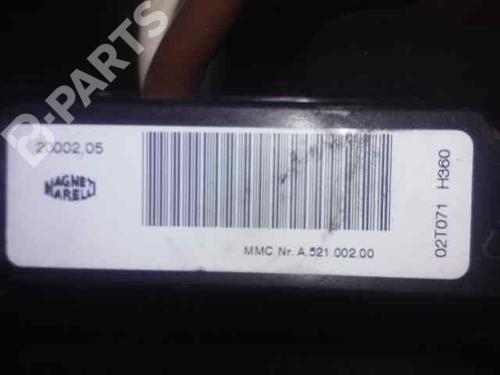 B-PARTS
20002,05
MAGNETI
MARELLI
MMC Nr. A.521.002.00
02T071 H360